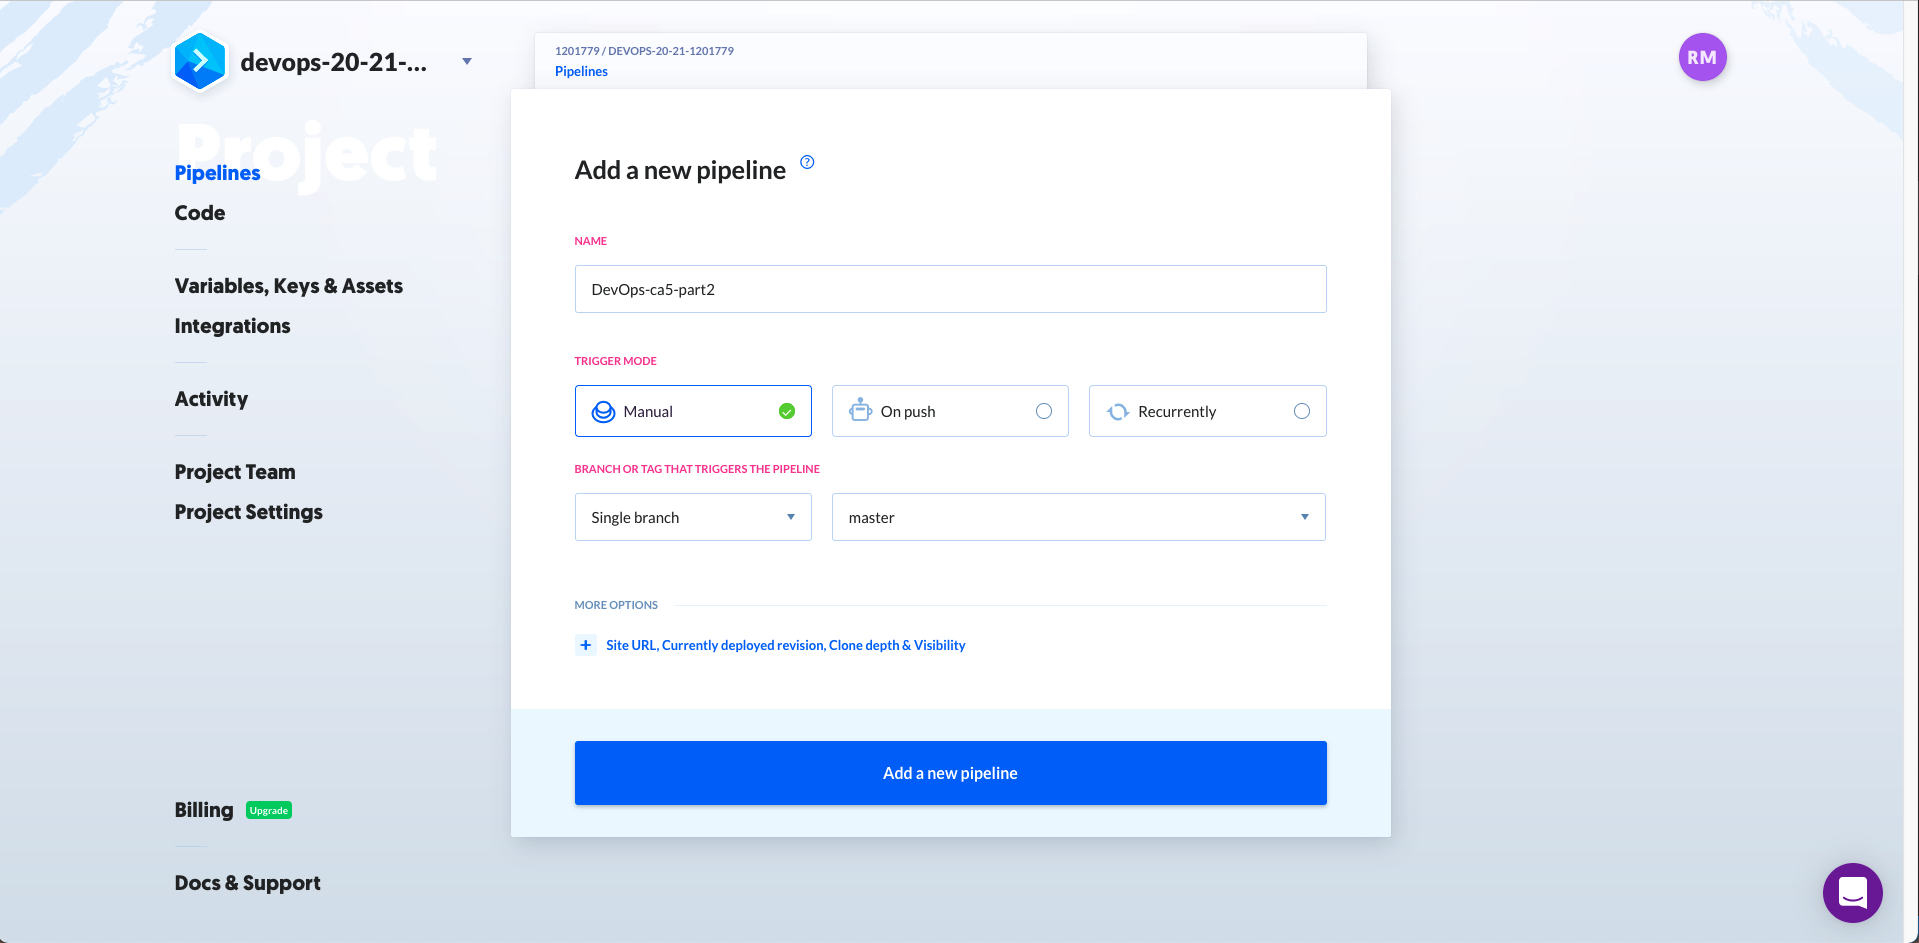 devops-20-21-...
1201779 / DEVOPS-20-21-1201779
Pipelines
RM
Project
Pipelines
Code
Variables, Keys & Assets
Integrations
Activity
Project Team
Project Settings
Billing
Upgrade
Docs & Support
Add a new pipeline ?
NAME
DevOps-ca5-part2
TRIGGER MODE
Manual
On push
Recurrently
BRANCH OR TAG THAT TRIGGERS THE PIPELINE
Single branch
master
MORE OPTIONS
+ Site URL, Currently deployed revision, Clone depth & Visibility
Add a new pipeline